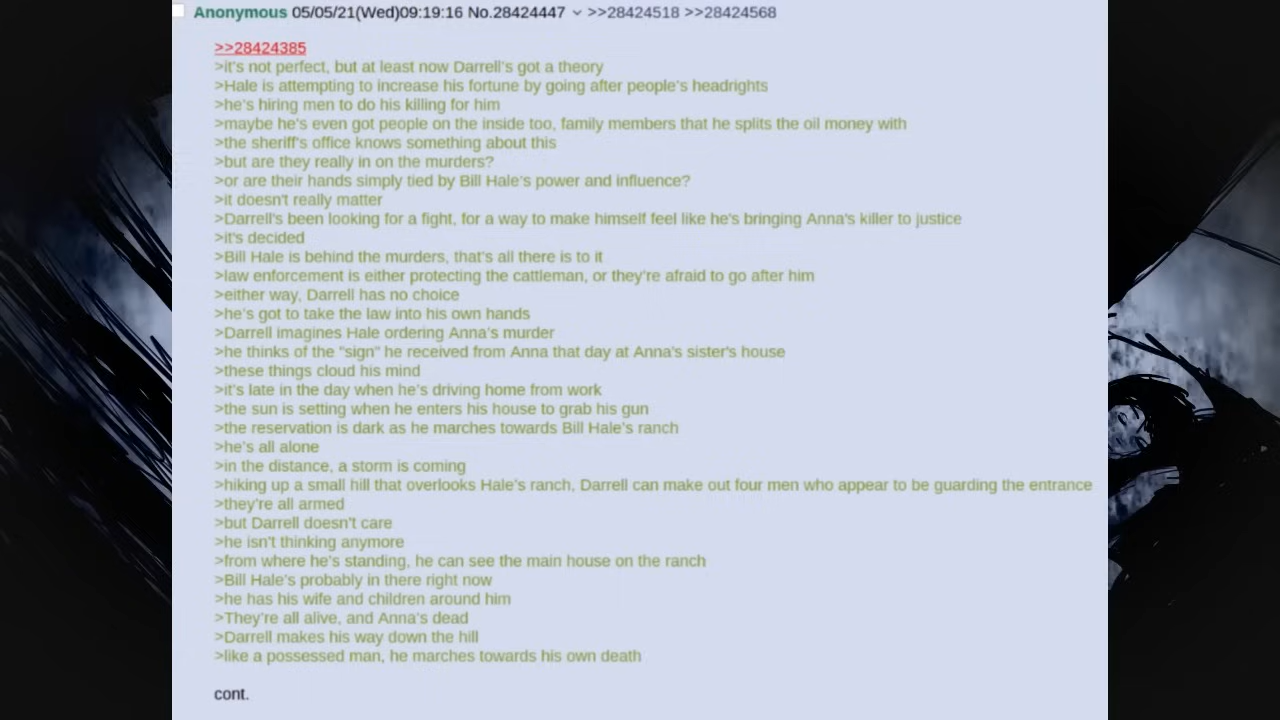 Anonymous 05/05/21(Wed)09:19:16 No.28424447 >>28424518 >>28424568
>>28424385
>it's not perfect, but at least now Darrell's got a theory
>Hale is attempting to increase his fortune by going after people's headrights
>he's hiring men to do his killing for him
>maybe he's even got people on the inside too, family members that he splits the oil money with
>the sheriff's office knows something about this
>but are they really in on the murders?
>or are their hands simply tied by Bill Hale's power and influence?
>it doesn't really matter
>Darrell's been looking for a fight, for a way to make himself feel like he's bringing Anna's killer to justice
>it's decided
>Bill Hale is behind the murders, that's all there is to it
>law enforcement is either protecting the cattleman, or they're afraid to go after him
>either way, Darrell has no choice
>he's got to take the law into his own hands
>Darrell imagines Hale ordering Anna's murder
>he thinks of the "sign" he received from Anna that day at Anna's sister's house
>these things cloud his mind
>it's late in the day when he's driving home from work
>the sun is setting when he enters his house to grab his gun
>the reservation is dark as he marches towards Bill Hale's ranch
>he's all alone
>in the distance, a storm is coming
>hiking up a small hill that overlooks Hale's ranch, Darrell can make out four men who appear to be guarding the entrance
>they're all armed
>but Darrell doesn't care
>he isn't thinking anymore
>from where he's standing, he can see the main house on the ranch
>Bill Hale's probably in there right now
>he has his wife and children around him
>They're all alive, and Anna's dead
>Darrell makes his way down the hill
>like a possessed man, he marches towards his own death
cont.